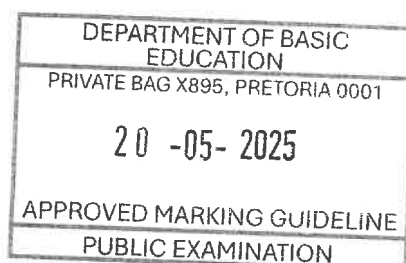 DEPARTMENT OF BASIC
EDUCATION
PRIVATE BAG X895, PRETORIA 0001
20 -05- 2025
APPROVED MARKING GUIDELINE
PUBLIC EXAMINATION